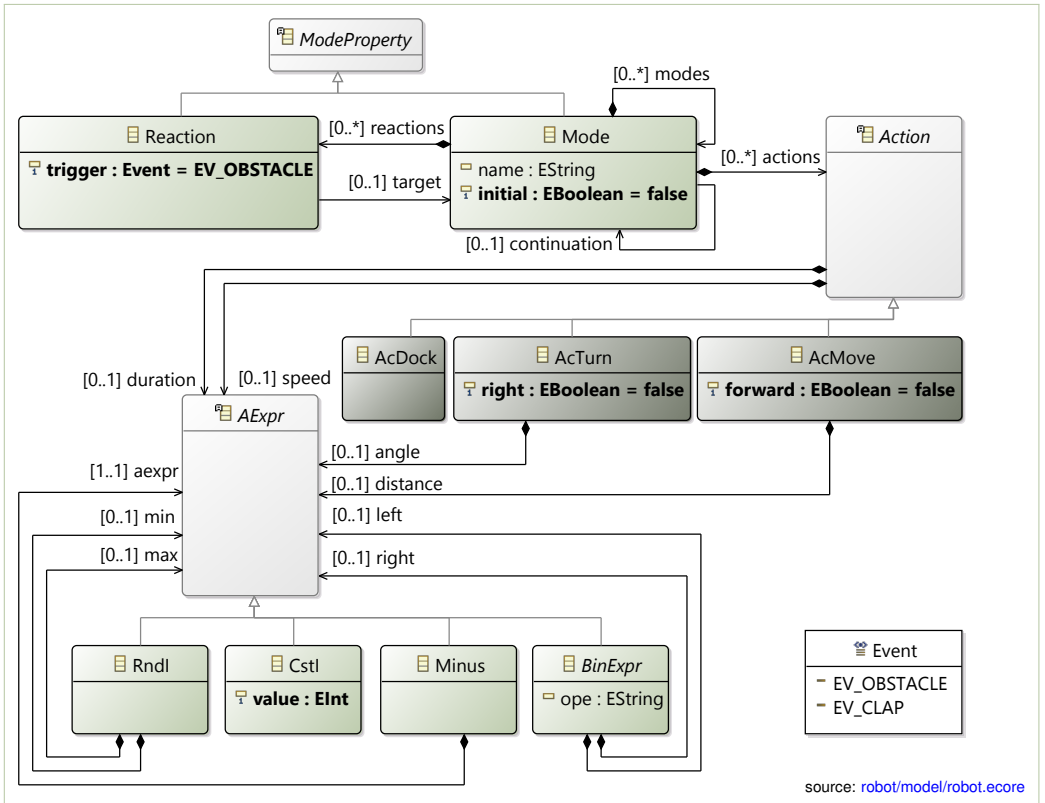 ModeProperty
[0..*] modes
Reaction
trigger : Event = EV_OBSTACLE
[0..*] reactions
[0..1] target
Mode
name : EString
initial : EBoolean = false
[0..*] actions
[0..1] continuation
Action
AcDock
AcTurn
right : EBoolean = false
AcMove
forward : EBoolean = false
[0..1] duration
[0..1] speed
AExpr
[0..1] angle
[1..1] aexpr
[0..1] distance
[0..1] min
[0..1] left
[0..1] max
[0..1] right
RndI
CstI
value : EInt
Minus
BinExpr
ope : EString
Event
EV_OBSTACLE
EV_CLAP
source: robot/model/robot.ecore